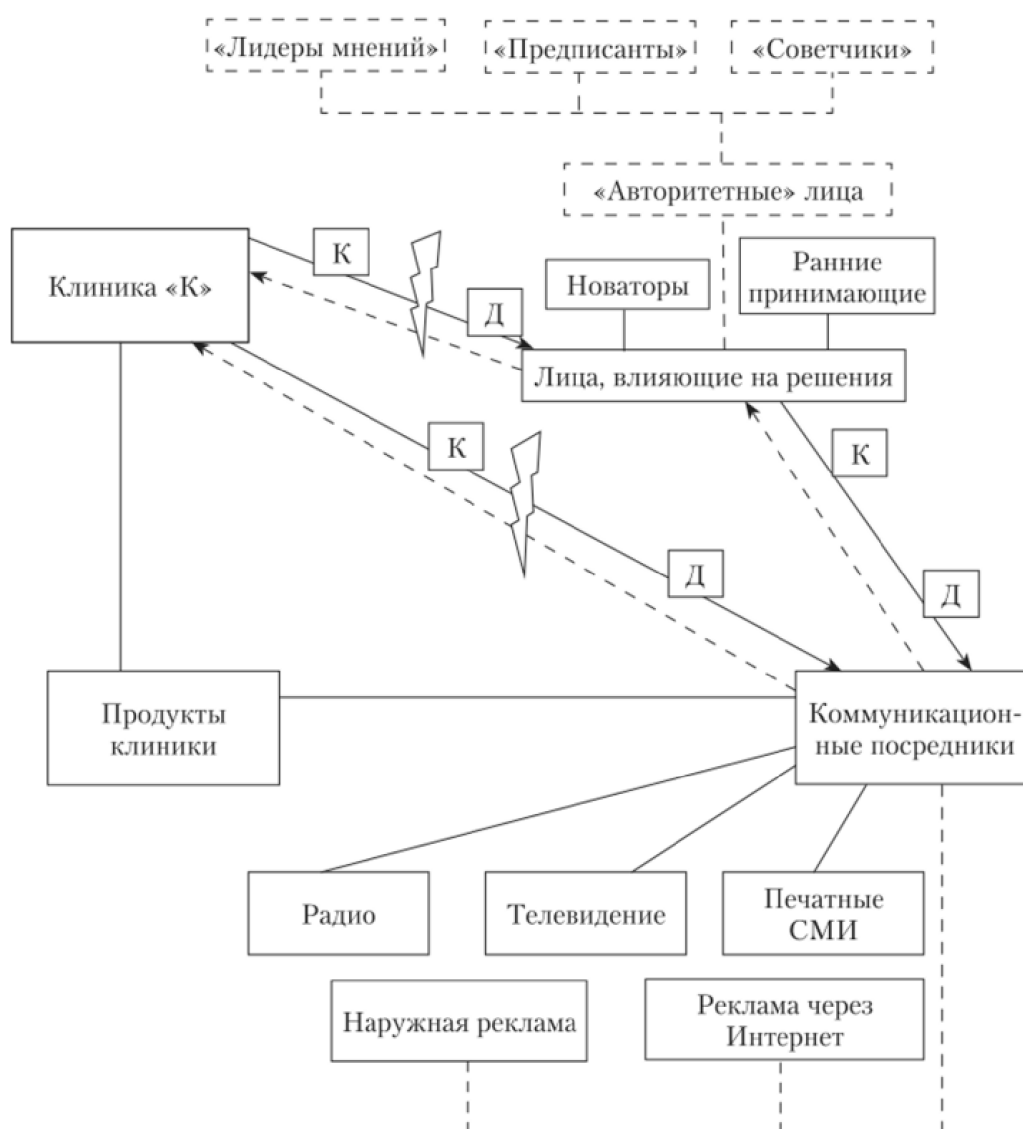 «Лидеры мнений»
«Предписанты»
«Советчики»
«Авторитетные» лица
Клиника «К»
К
Д
Новаторы
Ранние
принимающие
Лица, влияющие на решения
К
К
Д
Д
Продукты
клиники
Коммуникацион-
ные посредники
Радио
Телевидение
Печатные
СМИ
Наружная реклама
Реклама через
Интернет